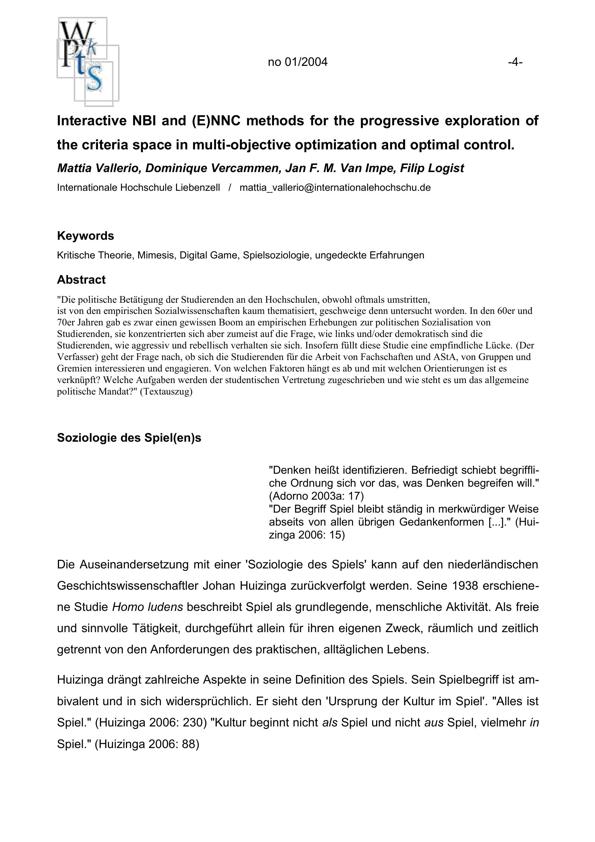 W
P k
t s
S
no 01/2004 -4-
Interactive NBI and (E)NNC methods for the progressive exploration of
the criteria space in multi-objective optimization and optimal control.
Mattia Vallerio, Dominique Vercammen, Jan F. M. Van Impe, Filip Logist
Internationale Hochschule Liebenzell / mattia_vallerio@internationalehochschu.de
Keywords
Kritische Theorie, Mimesis, Digital Game, Spielsoziologie, ungedeckte Erfahrungen
Abstract
"Die politische Betätigung der Studierenden an den Hochschulen, obwohl oftmals umstritten,
ist von den empirischen Sozialwissenschaften kaum thematisiert, geschweige denn untersucht worden. In den 60er und
70er Jahren gab es zwar einen gewissen Boom an empirischen Erhebungen zur politischen Sozialisation von
Studierenden, sie konzentrierten sich aber zumeist auf die Frage, wie links und/oder demokratisch sind die
Studierenden, wie aggressiv und rebellisch verhalten sie sich. Insofern füllt diese Studie eine empfindliche Lücke. (Der
Verfasser) geht der Frage nach, ob sich die Studierenden für die Arbeit von Fachschaften und AStA, von Gruppen und
Gremien interessieren und engagieren. Von welchen Faktoren hängt es ab und mit welchen Orientierungen ist es
verknüpft? Welche Aufgaben werden der studentischen Vertretung zugeschrieben und wie steht es um das allgemeine
politische Mandat?" (Textauszug)
Soziologie des Spiel(en)s
"Denken heißt identifizieren. Befriedigt schiebt begriffli-
che Ordnung sich vor das, was Denken begreifen will."
(Adorno 2003a: 17)
"Der Begriff Spiel bleibt ständig in merkwürdiger Weise
abseits von allen übrigen Gedankenformen [...]." (Hui-
zinga 2006: 15)
Die Auseinandersetzung mit einer 'Soziologie des Spiels' kann auf den niederländischen
Geschichtswissenschaftler Johan Huizinga zurückverfolgt werden. Seine 1938 erschiene-
ne Studie Homo ludens beschreibt Spiel als grundlegende, menschliche Aktivität. Als freie
und sinnvolle Tätigkeit, durchgeführt allein für ihren eigenen Zweck, räumlich und zeitlich
getrennt von den Anforderungen des praktischen, alltäglichen Lebens.
Huizinga drängt zahlreiche Aspekte in seine Definition des Spiels. Sein Spielbegriff ist am-
bivalent und in sich widersprüchlich. Er sieht den 'Ursprung der Kultur im Spiel'. "Alles ist
Spiel." (Huizinga 2006: 230) "Kultur beginnt nicht als Spiel und nicht aus Spiel, vielmehr in
Spiel." (Huizinga 2006: 88)